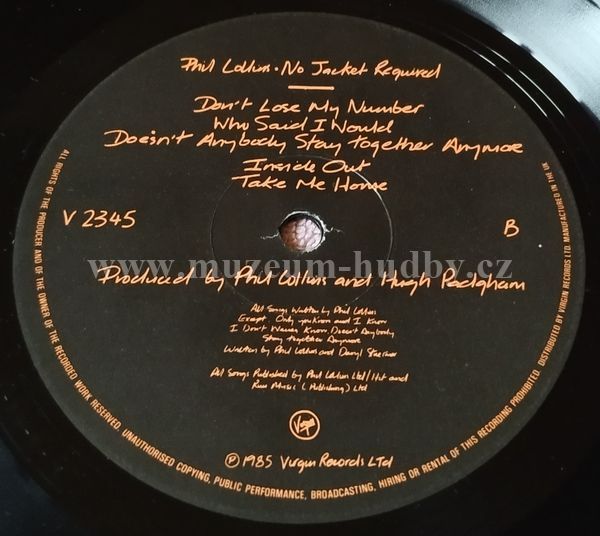 Phil Collins · No Jacket Required
Don't Lose My Number
Who Said I Would
Doesn't Anybody Stay together Anymore
Inside Out
Take Me Home
V 2345
B
www.muzeum-hudby.cz
Produced by Phil Collins and Hugh Padgham
All Songs Written by Phil Collins
Except Only you Know and I Know
I Don't Wanna Know. Doesn't Anybody
Stay together Anymore
Written by Phil Collins and Daryl Stuermer
All Songs Published by Phil Collins Ltd / Hit and
Run Music (Publishing) Ltd
Virgin
℗ 1985 Virgin Records Ltd
ALL RIGHTS OF THE PRODUCER AND OF THE OWNER OF THE RECORDED WORK RESERVED. UNAUTHORISED COPYING, PUBLIC PERFORMANCE, BROADCASTING, HIRING OR RENTAL OF THIS RECORDING PROHIBITED. DISTRIBUTED BY VIRGIN RECORDS LTD. MANUFACTURED IN THE UK